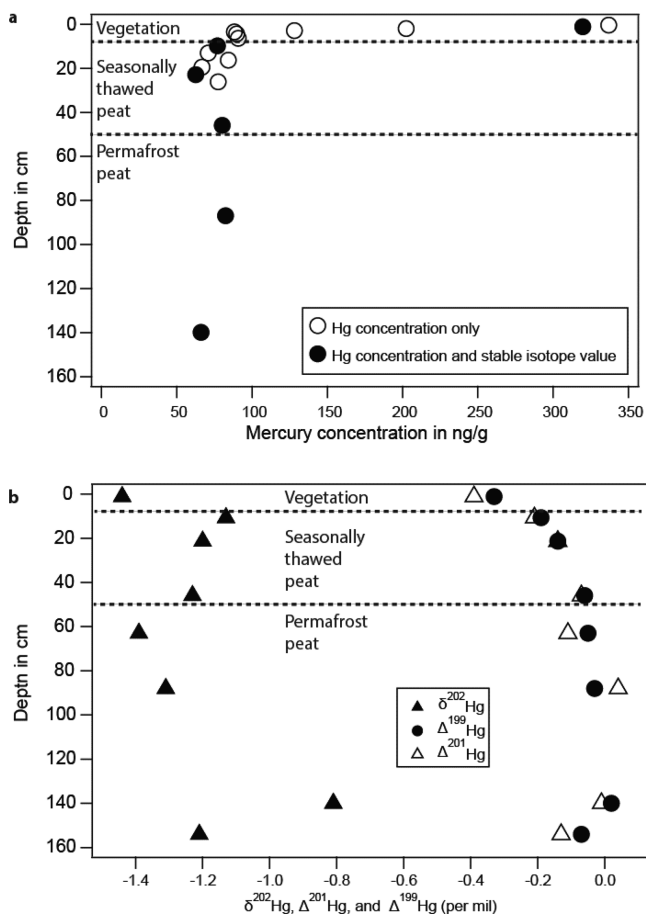 a
0
20
40
60
80
100
120
140
160
Deptn in cm
Vegetation
Seasonally
thawed
peat
Permafrost
peat
Hg concentration only
Hg concentration and stable isotope value
0
50
100
150
200
250
300
350
Mercury concentration in ng/g
b
0
20
40
60
80
100
120
140
160
Deptn in cm
Vegetation
Seasonally
thawed
peat
Permafrost
peat
δ²⁰²Hg
Δ¹⁹⁹Hg
Δ²⁰¹Hg
-1.4
-1.2
-1.0
-0.8
-0.6
-0.4
-0.2
0.0
δ²⁰²Hg, Δ²⁰¹Hg, and Δ¹⁹⁹Hg (per mil)